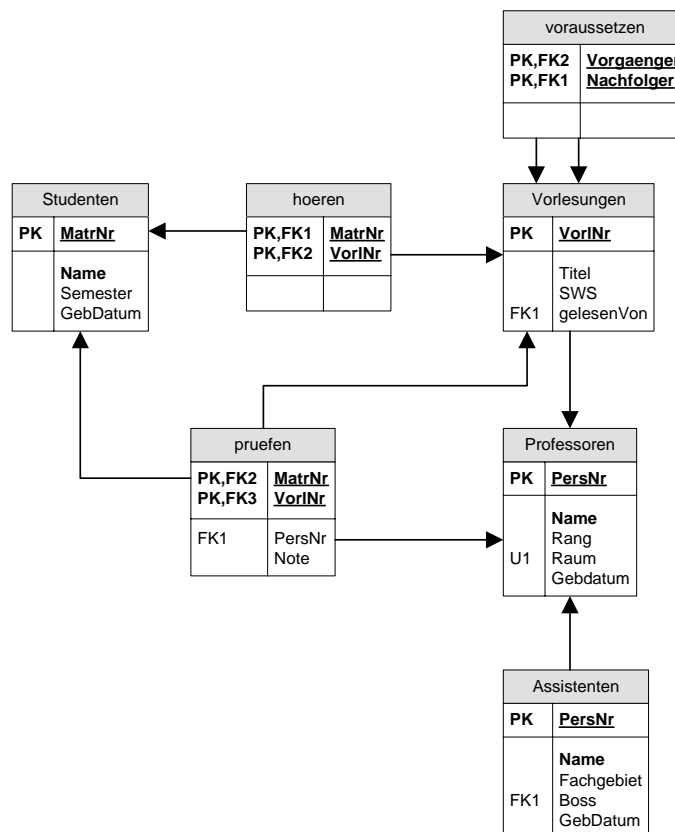 voraussetzen
PK,FK2 Vorgaenger
PK,FK1 Nachfolger
Studenten
PK MatrNr
Name
Semester
GebDatum
hoeren
PK,FK1 MatrNr
PK,FK2 VorlNr
Vorlesungen
PK VorlNr
Titel
SWS
FK1 gelesenVon
pruefen
PK,FK2 MatrNr
PK,FK3 VorlNr
FK1 PersNr
Note
Professoren
PK PersNr
Name
Rang
U1 Raum
Gebdatum
Assistenten
PK PersNr
Name
Fachgebiet
FK1 Boss
GebDatum